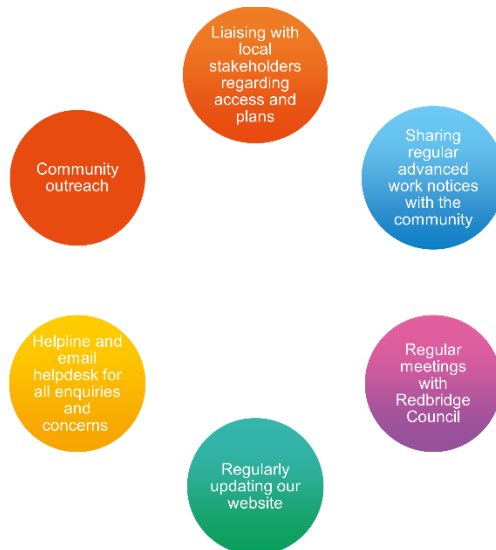 Liaising with
local
stakeholders
regarding
access and
plans
Sharing
regular
advanced
work notices
with the
community
Regular
meetings
with
Redbridge
Council
Regularly
updating our
website
Helpline and
email
helpdesk for
all enquiries
and
concerns
Community
outreach